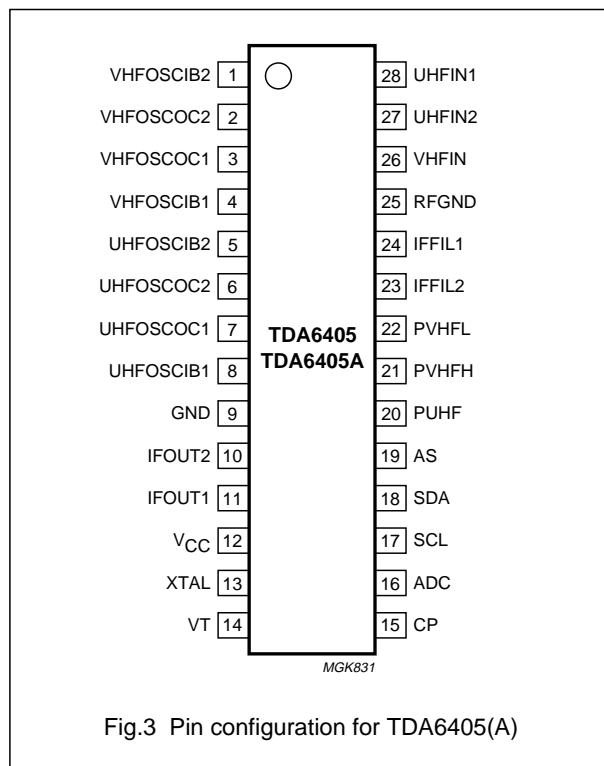 VHFOSCIB2 1 28 UHFIN1
VHFOSCOC2 2 27 UHFIN2
VHFOSCOC1 3 26 VHFIN
VHFOSCIB1 4 25 RFGND
UHFOSCIB2 5 24 IFFIL1
UHFOSCOC2 6 23 IFFIL2
UHFOSCOC1 7 TDA6405 22 PVHFL
TDA6405A
UHFOSCIB1 8 21 PVHFH
GND 9 20 PUHF
IFOUT2 10 19 AS
IFOUT1 11 18 SDA
VCC 12 17 SCL
XTAL 13 16 ADC
VT 14 15 CP
MGK831
Fig.3 Pin configuration for TDA6405(A)